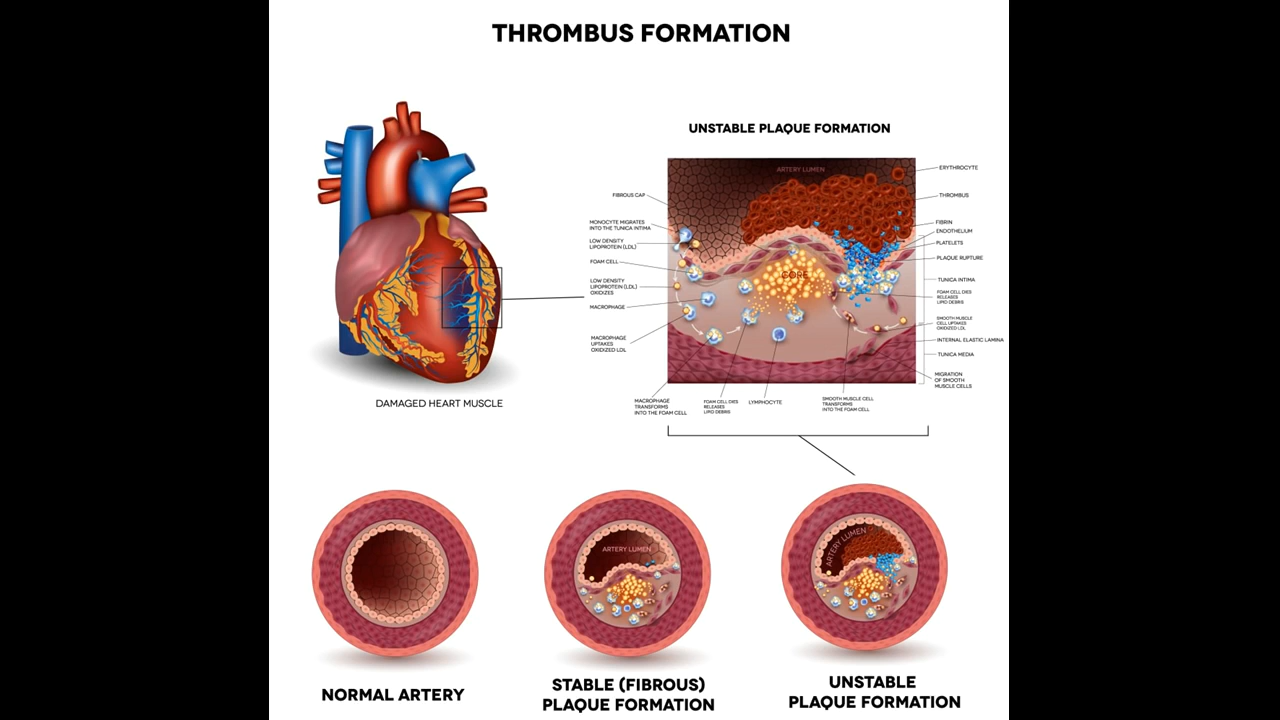 THROMBUS FORMATION
UNSTABLE PLAQUE FORMATION
ARTERY LUMEN
FIBROUS CAP
MONOCYTE MIGRATES
INTO THE TUNICA INTIMA
LOW DENSITY
LIPOPROTEIN (LDL)
FOAM CELL
LOW DENSITY
LIPOPROTEIN (LDL)
OXIDIZES
MACROPHAGE
MACROPHAGE
UPTAKES
OXIDIZED LDL
CORE
ERYTHROCYTE
THROMBUS
FIBRIN
ENDOTHELIUM
PLATELETS
PLAQUE RUPTURE
TUNICA INTIMA
FOAM CELL DIES
RELEASES
LIPID DEBRIS
SMOOTH MUSCLE
CELL UPTAKES
OXIDIZED LDL
INTERNAL ELASTIC LAMINA
TUNICA MEDIA
MIGRATION
OF SMOOTH
MUSCLE CELLS
MACROPHAGE
TRANSFORMS
INTO THE FOAM CELL
FOAM CELL DIES
RELEASES
LIPID DEBRIS
LYMPHOCYTE
SMOOTH MUSCLE CELL
TRANSFORMS
INTO THE FOAM CELL
DAMAGED HEART MUSCLE
ARTERY LUMEN
ARTERY LUMEN
NORMAL ARTERY
STABLE (FIBROUS)
PLAQUE FORMATION
UNSTABLE
PLAQUE FORMATION